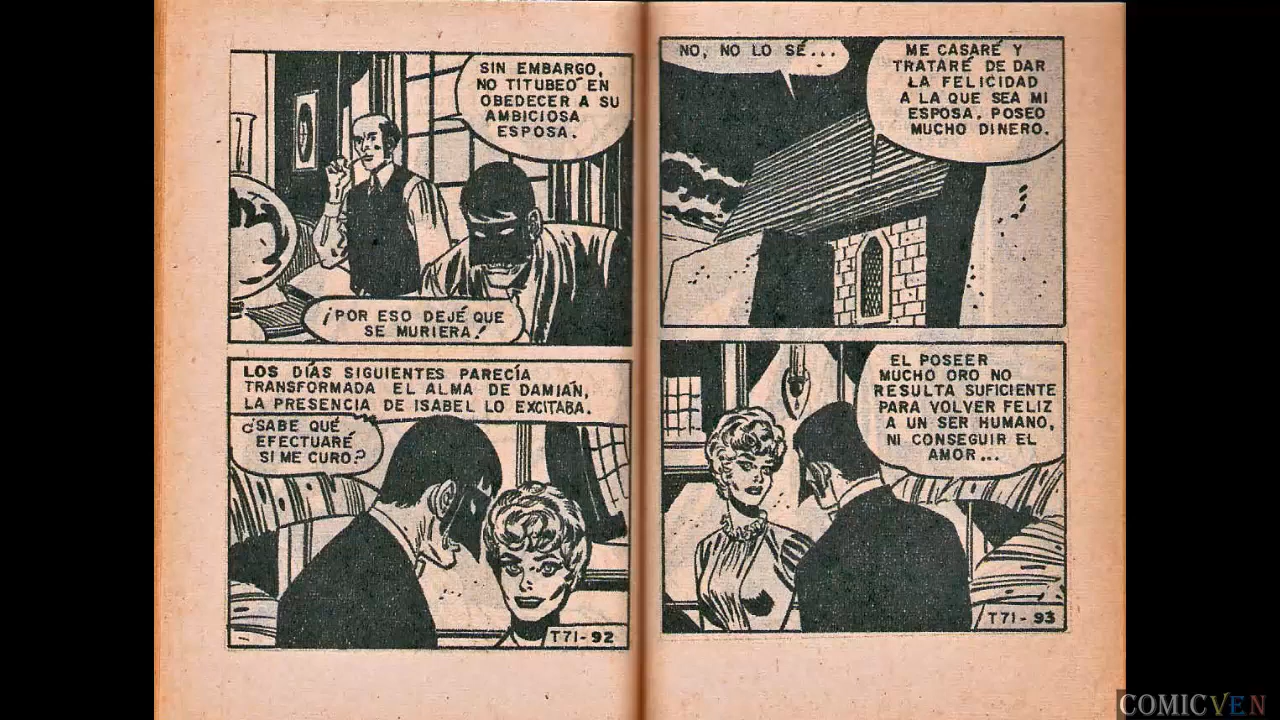 SIN EMBARGO,
NO TITUBEÓ EN
OBEDECER A SU
AMBICIOSA
ESPOSA.
¡POR ESO DEJÉ QUE
SE MURIERA!
LOS DÍAS SIGUIENTES PARECÍA
TRANSFORMADA EL ALMA DE DAMIÁN,
LA PRESENCIA DE ISABEL LO EXCITABA.
¿SABE QUÉ
EFECTUARÉ
SI ME CURO?
T71-92
NO, NO LO SÉ...
ME CASARÉ Y
TRATARÉ DE DAR
LA FELICIDAD
A LA QUE SEA MI
ESPOSA. POSEO
MUCHO DINERO.
EL POSEER
MUCHO ORO NO
RESULTA SUFICIENTE
PARA VOLVER FELIZ
A UN SER HUMANO,
NI CONSEGUIR EL
AMOR...
T71-93
COMICVEN